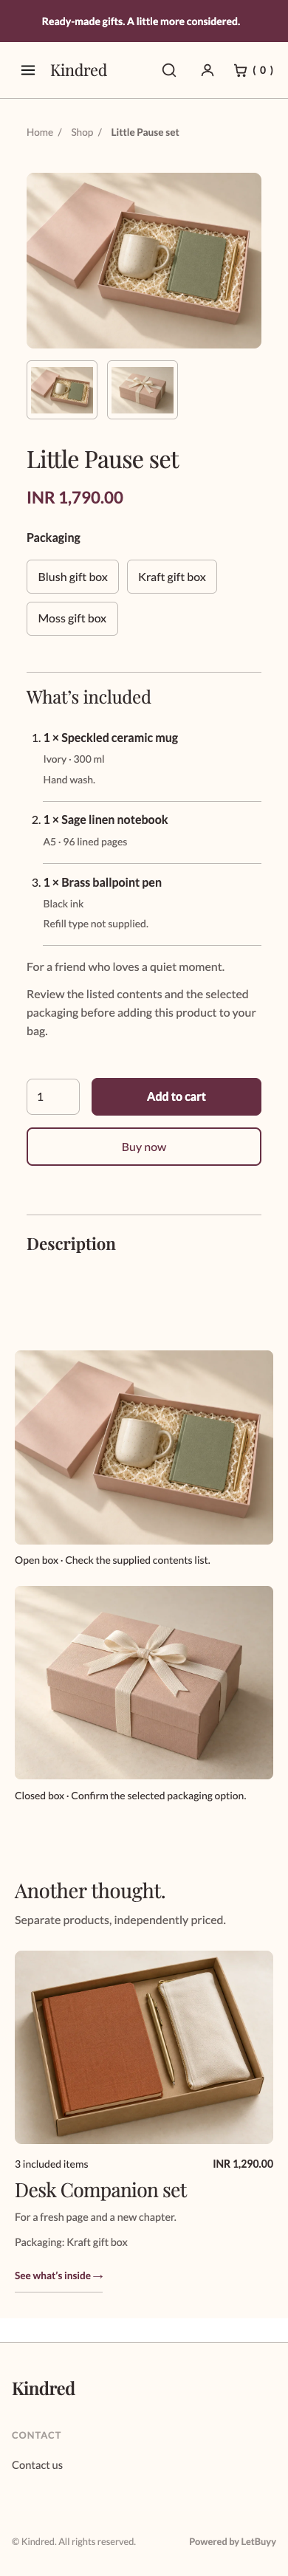 Ready-made gifts. A little more considered.
Kindred
( 0 )
Home / Shop / Little Pause set
Little Pause set
INR 1,790.00
Packaging
Blush gift box
Kraft gift box
Moss gift box
What's included
1. 1 × Speckled ceramic mug
Ivory · 300 ml
Hand wash.
2. 1 × Sage linen notebook
A5 · 96 lined pages
3. 1 × Brass ballpoint pen
Black ink
Refill type not supplied.
For a friend who loves a quiet moment.
Review the listed contents and the selected
packaging before adding this product to your
bag.
1
Add to cart
Buy now
Description
Open box · Check the supplied contents list.
Closed box · Confirm the selected packaging option.
Another thought.
Separate products, independently priced.
3 included items
INR 1,290.00
Desk Companion set
For a fresh page and a new chapter.
Packaging: Kraft gift box
See what's inside →
Kindred
CONTACT
Contact us
© Kindred. All rights reserved.
Powered by LetBuyy